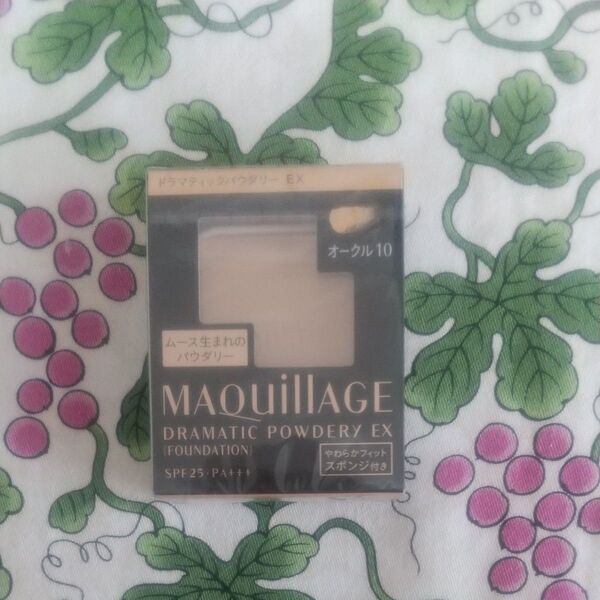 ドラマティックパウダリー EX
オークル10
ムース生まれの
パウダリー
MAQuillAGE
DRAMATIC POWDERY EX
[FOUNDATION]
SPF25・PA+++
やわらかフィット
スポンジ付き